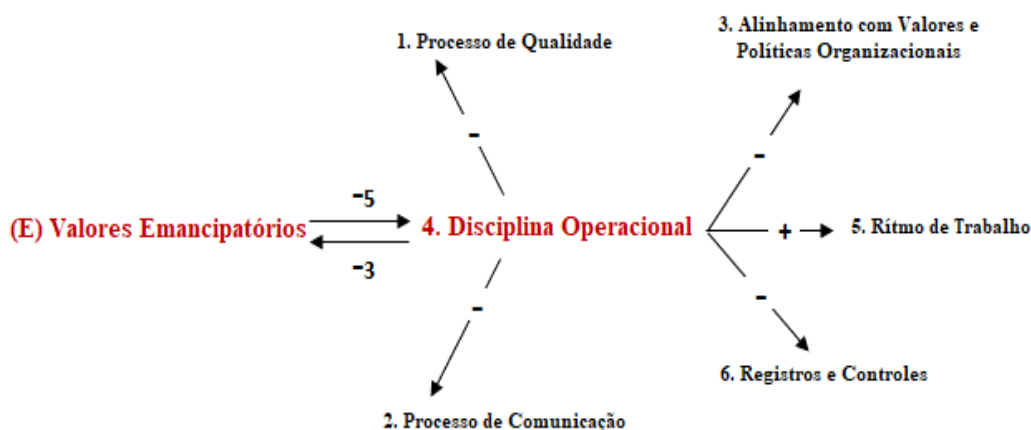 1. Processo de Qualidade
3. Alinhamento com Valores e
Políticas Organizacionais
-
-
-5
(E) Valores Emancipatórios
4. Disciplina Operacional
+
5. Rítmo de Trabalho
-3
-
-
6. Registros e Controles
2. Processo de Comunicação